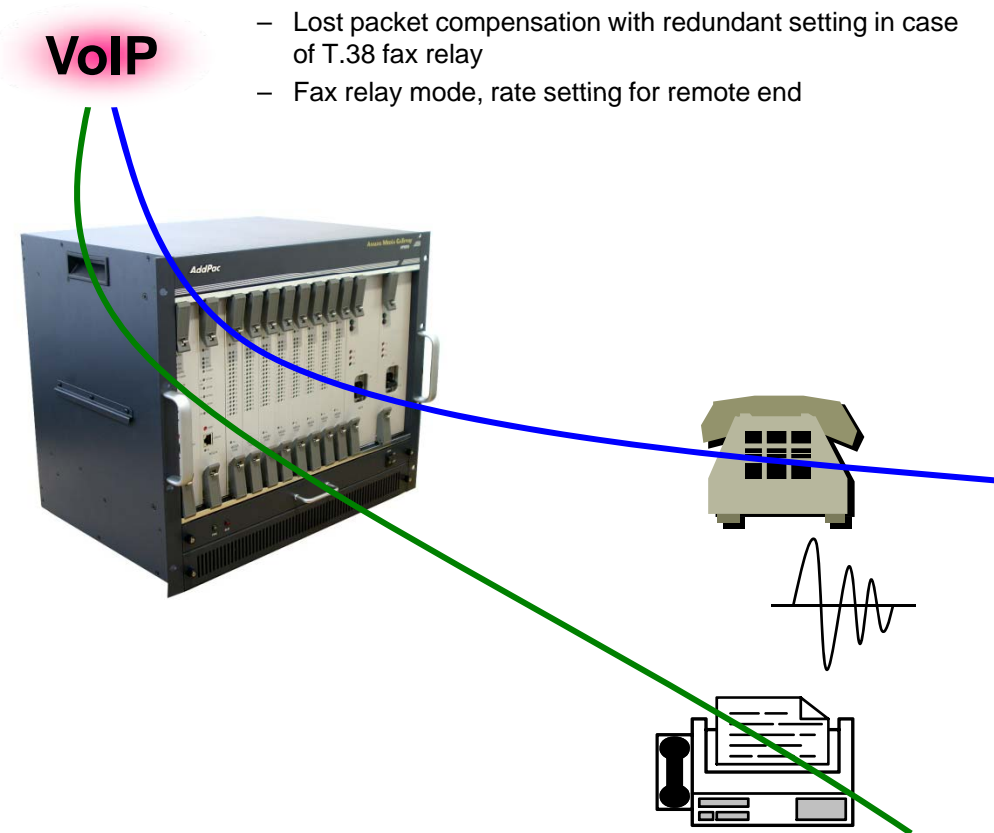 VoIP
– Lost packet compensation with redundant setting in case
of T.38 fax relay
– Fax relay mode, rate setting for remote end
AddPac